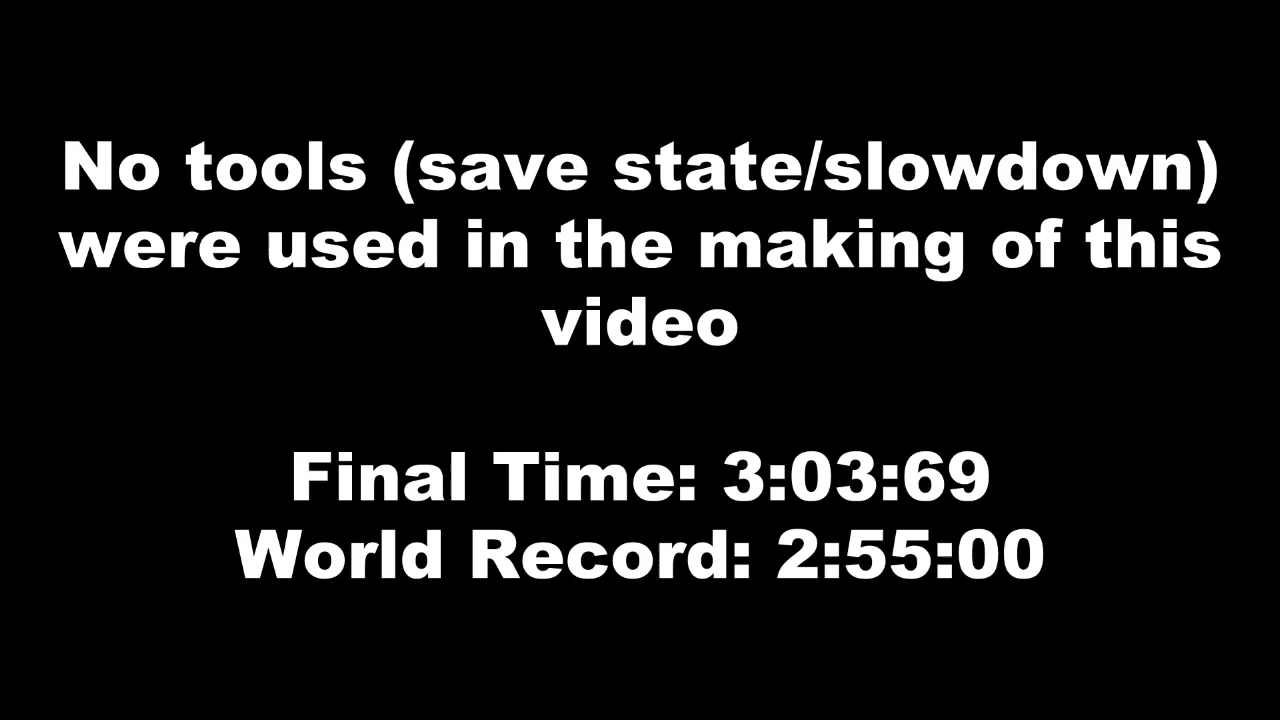 No tools (save state/slowdown)
were used in the making of this
video
Final Time: 3:03:69
World Record: 2:55:00